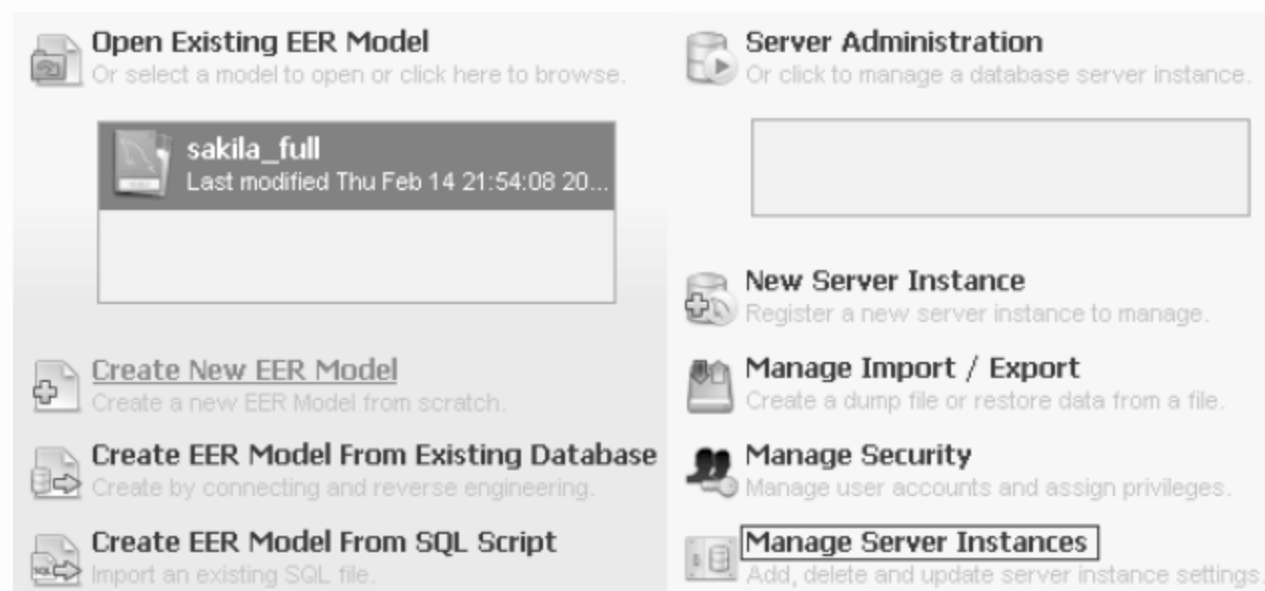 Open Existing EER Model
Or select a model to open or click here to browse.
sakila_full
Last modified Thu Feb 14 21:54:08 20...
Create New EER Model
Create a new EER Model from scratch.
Create EER Model From Existing Database
Create by connecting and reverse engineering.
Create EER Model From SQL Script
Import an existing SQL file.
Server Administration
Or click to manage a database server instance.
New Server Instance
Register a new server instance to manage.
Manage Import / Export
Create a dump file or restore data from a file.
Manage Security
Manage user accounts and assign privileges.
Manage Server Instances
Add, delete and update server instance settings.